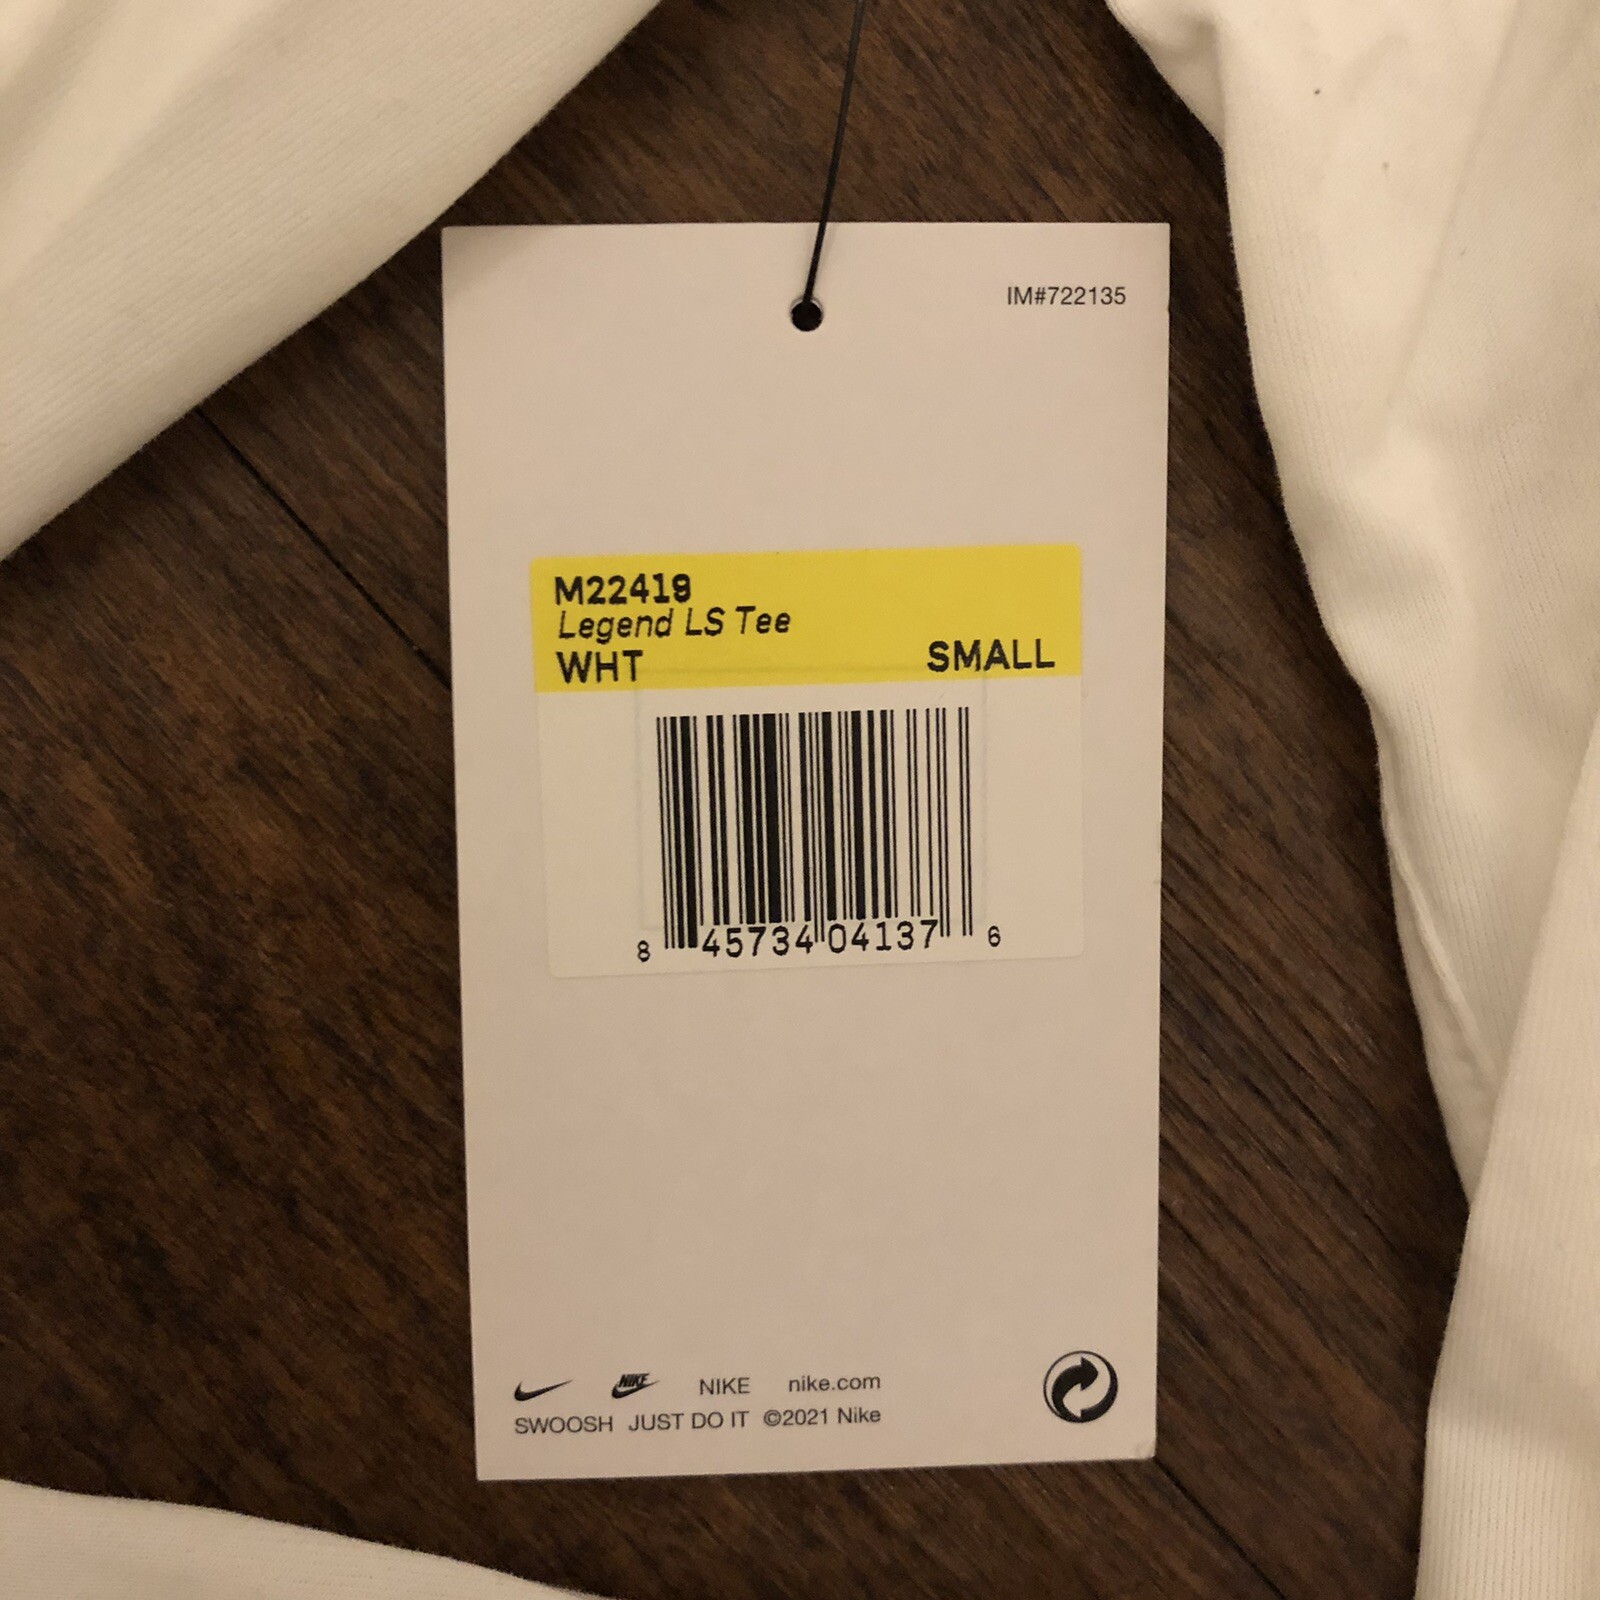 IM#722135
M22419
Legend LS Tee
WHT SMALL
8 45734 04137 6
NIKE NIKE nike.com
SWOOSH JUST DO IT ©2021 Nike